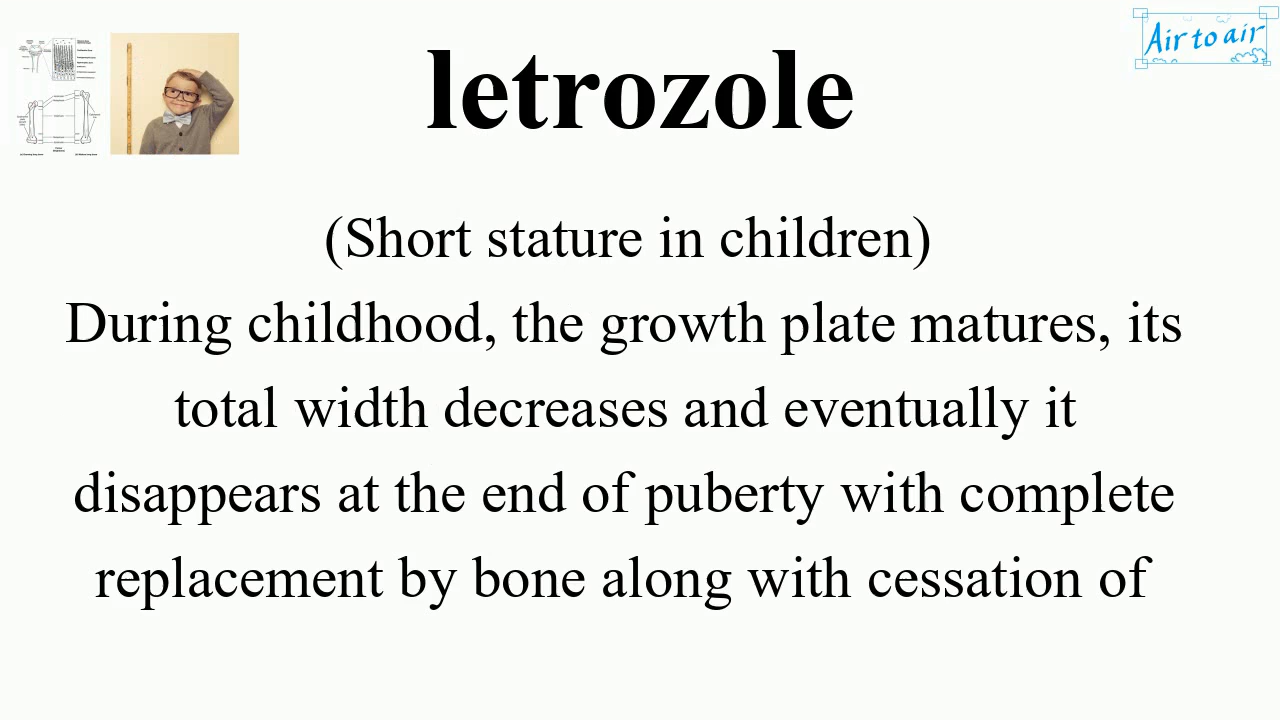 letrozole
Air to air
(Short stature in children)
During childhood, the growth plate matures, its
total width decreases and eventually it
disappears at the end of puberty with complete
replacement by bone along with cessation of